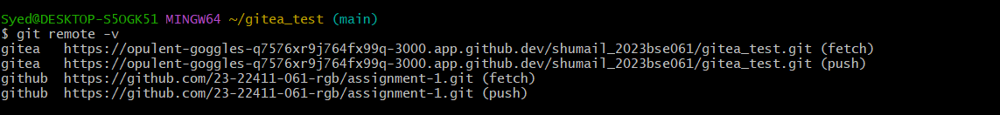 Syed@DESKTOP-S5OGK51 MINGW64 ~/gitea_test (main)
$ git remote -v
gitea   https://opulent-goggles-q7576xr9j764fx99q-3000.app.github.dev/shumail_2023bse061/gitea_test.git (fetch)
gitea   https://opulent-goggles-q7576xr9j764fx99q-3000.app.github.dev/shumail_2023bse061/gitea_test.git (push)
github  https://github.com/23-22411-061-rgb/assignment-1.git (fetch)
github  https://github.com/23-22411-061-rgb/assignment-1.git (push)